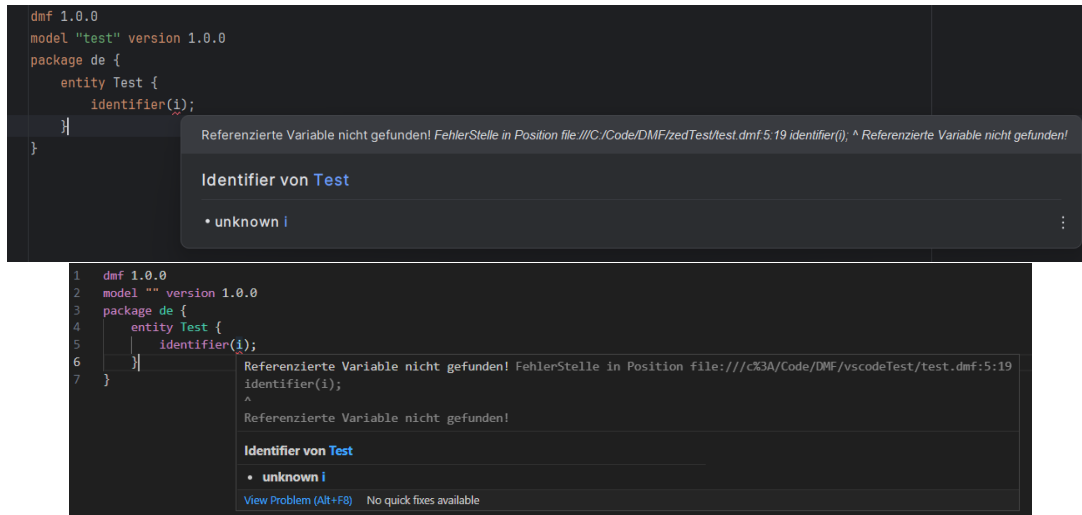 dmf 1.0.0
model "test" version 1.0.0
package de {
entity Test {
identifier(i);
}
}
Referenzierte Variable nicht gefunden! FehlerStelle in Position file:///C:/Code/DMF/zedTest/test.dmf:5:19 identifier(i); ^ Referenzierte Variable nicht gefunden!
Identifier von Test
• unknown i
1 dmf 1.0.0
2 model "" version 1.0.0
3 package de {
4 entity Test {
5 identifier(i);
6 }
7 }
Referenzierte Variable nicht gefunden! FehlerStelle in Position file:///c%3A/Code/DMF/vscodeTest/test.dmf:5:19
identifier(i);
^
Referenzierte Variable nicht gefunden!
Identifier von Test
• unknown i
View Problem (Alt+F8) No quick fixes available